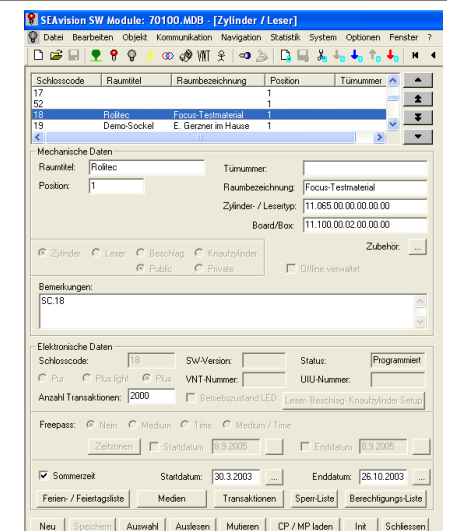 SEAvision SW Module: 70100.MDB - [Zylinder / Leser]
Datei Bearbeiten Objekt Kommunikation Navigation Statistik System Optionen Fenster ?
VNT
Schlosscode Raumtitel Raumbezeichnung Position Türnummer
17 1
52 1
18 Rolitec Focus-Testmaterial 1
19 Demo-Sockel E. Gerzner im Hause 1
Mechanische Daten
Raumtitel: Rolitec Türnummer:
Position: 1 Raumbezeichnung: Focus-Testmaterial
Zylinder- / Lesertyp: 11.065.00.00.00.00.00
Board/Box: 11.100.00.02.00.00.00
Zubehör: ...
Zylinder Leser Beschlag Knaufzylinder
Public Private Offline verwaltet
Bemerkungen:
SC.18
Elektronische Daten
Schlosscode: 18 SW-Version: Status: Programmiert
Pur Plus light Plus VNT-Nummer: UIU-Nummer:
Anzahl Transaktionen: 2000 Betriebszustand LED Leser- Beschlag- Knaufzylinder Setup
Freepass: Nein Medium Time Medium / Time
Zeitzonen Startdatum 8.9.2005 ... Enddatum 8.9.2005 ...
Sommerzeit Startdatum: 30.3.2003 ... Enddatum: 26.10.2003 ...
Ferien- / Feiertagsliste Medien Transaktionen Sperr-Liste Berechtigungs-Liste
Neu Speichern Auswahl Auslesen Mutieren CP / MP laden Init Schliessen